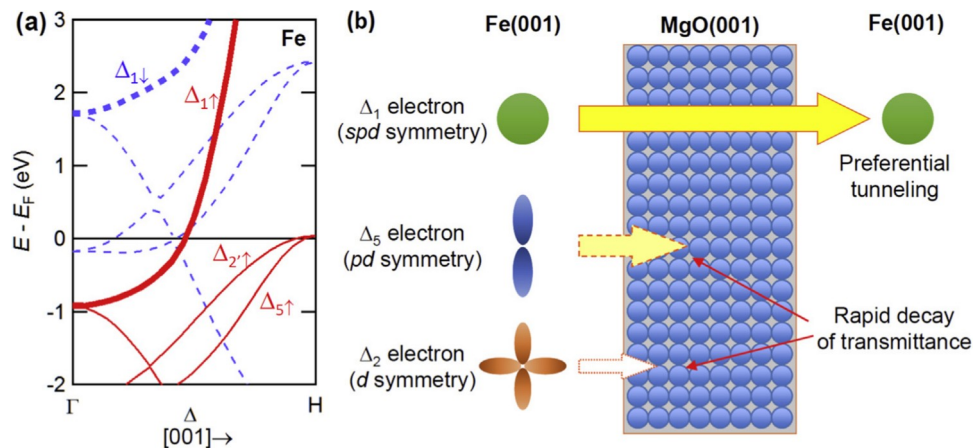 (a)
3
2
1
0
-1
-2
E - E_F (eV)
Fe
Δ₁↓
Δ₁↑
Δ₂'↑
Δ₅↑
Γ
Δ
H
[001]→
(b)
Fe(001)
MgO(001)
Fe(001)
Δ₁ electron
(spd symmetry)
Preferential
tunneling
Δ₅ electron
(pd symmetry)
Rapid decay
of transmittance
Δ₂ electron
(d symmetry)